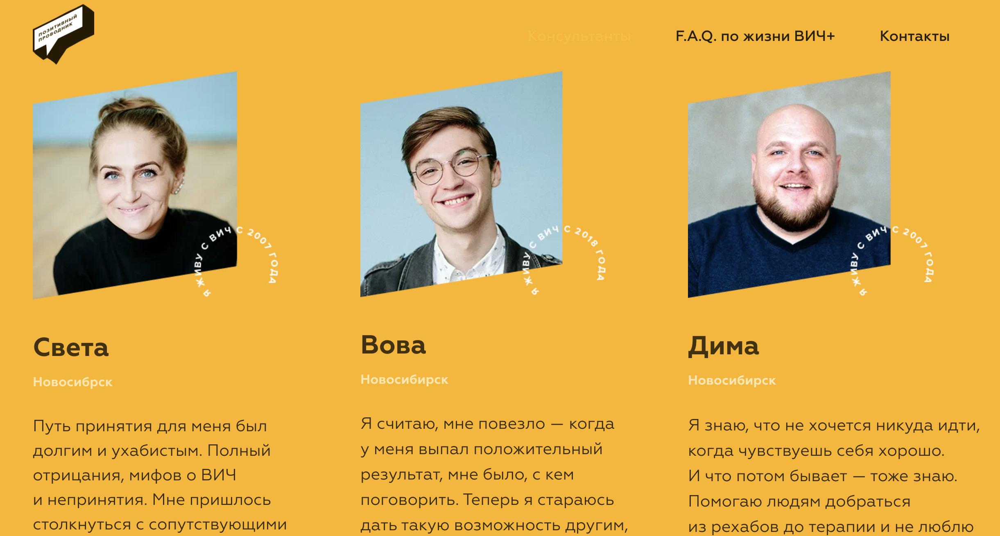 ПОЗИТИВНЫЙ
ПРОВОДНИК
Консультанты
F.A.Q. по жизни ВИЧ+
Контакты
Я ЖИВУ С ВИЧ С 2007 ГОДА
Света
Новосибрск
Путь принятия для меня был
долгим и ухабистым. Полный
отрицания, мифов о ВИЧ
и непринятия. Мне пришлось
столкнуться с сопутствующими
Я ЖИВУ С ВИЧ С 2018 ГОДА
Вова
Новосибирск
Я считаю, мне повезло — когда
у меня выпал положительный
результат, мне было, с кем
поговорить. Теперь я стараюсь
дать такую возможность другим,
Я ЖИВУ С ВИЧ С 2007 ГОДА
Дима
Новосибирск
Я знаю, что не хочется никуда идти,
когда чувствуешь себя хорошо.
И что потом бывает — тоже знаю.
Помогаю людям добраться
из рехабов до терапии и не люблю